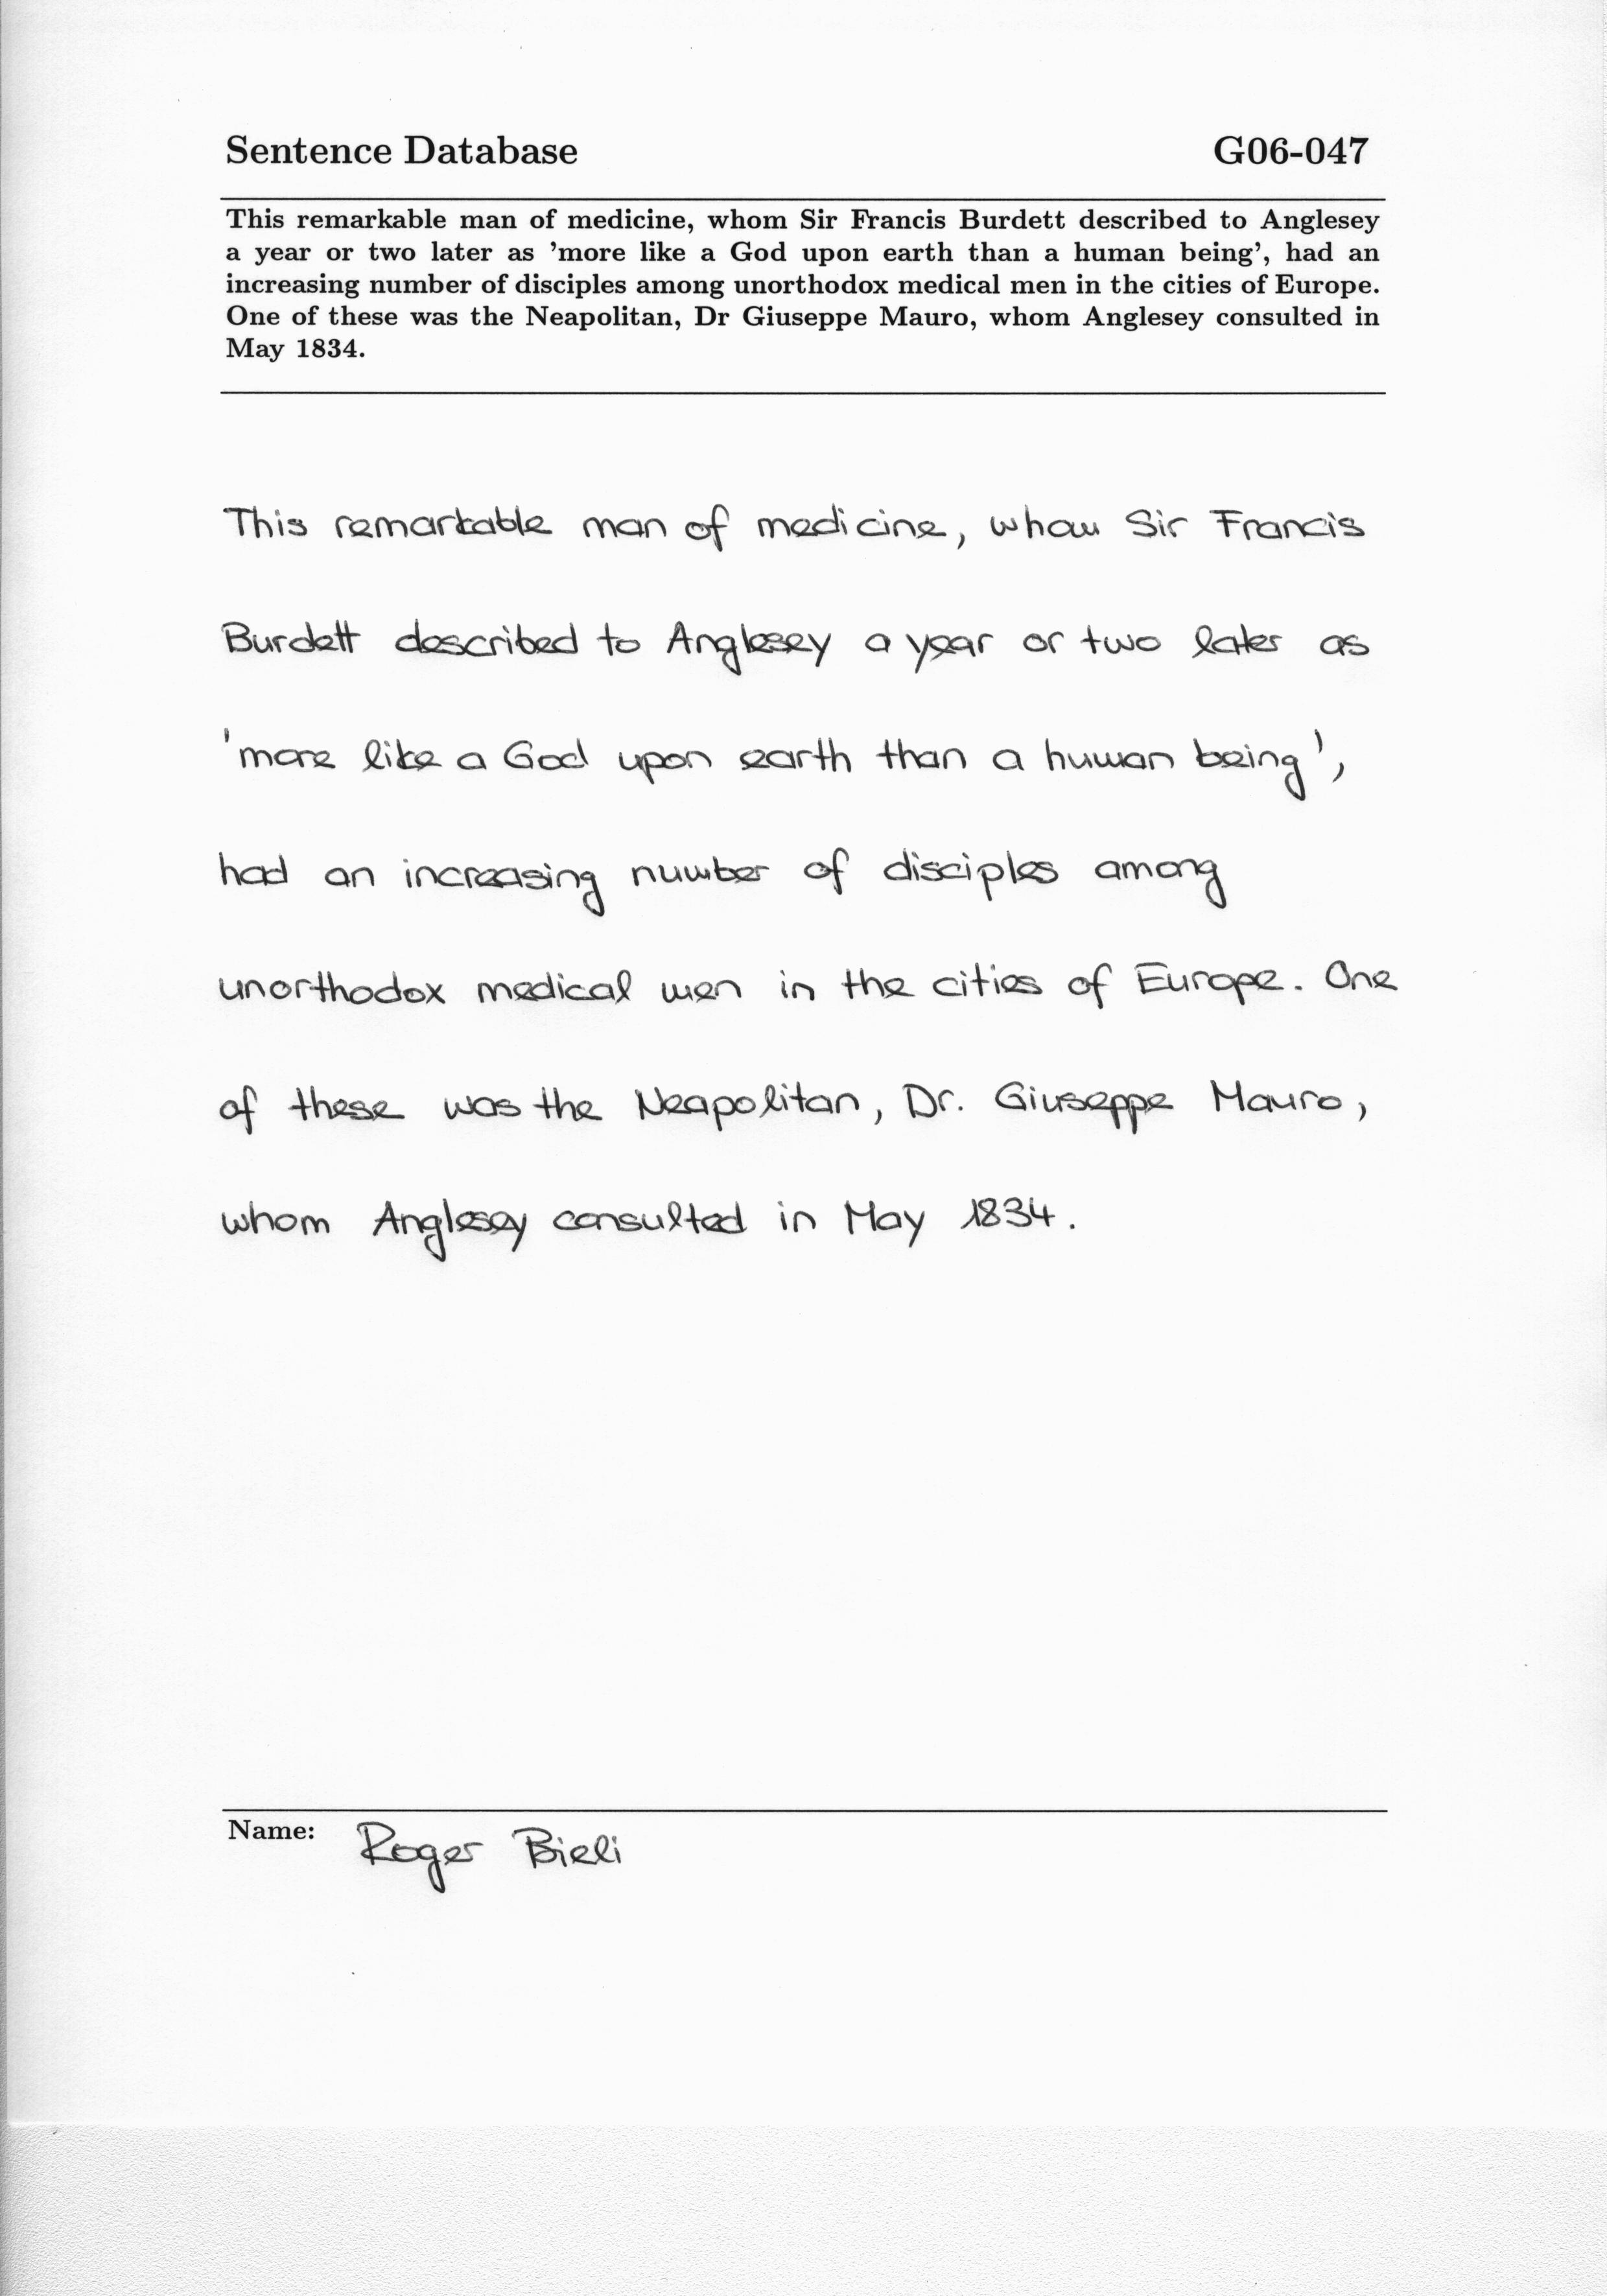 Sentence Database G06-047
This remarkable man of medicine, whom Sir Francis Burdett described to Anglesey
a year or two later as 'more like a God upon earth than a human being', had an
increasing number of disciples among unorthodox medical men in the cities of Europe.
One of these was the Neapolitan, Dr Giuseppe Mauro, whom Anglesey consulted in
May 1834.
This remarkable man of medicine, whom Sir Francis
Burdett described to Anglesey a year or two later as
'more like a God upon earth than a human being',
had an increasing number of disciples among
unorthodox medical men in the cities of Europe. One
of these was the Neapolitan, Dr. Giuseppe Mauro,
whom Anglesey consulted in May 1834.
Name: Roger Bieli